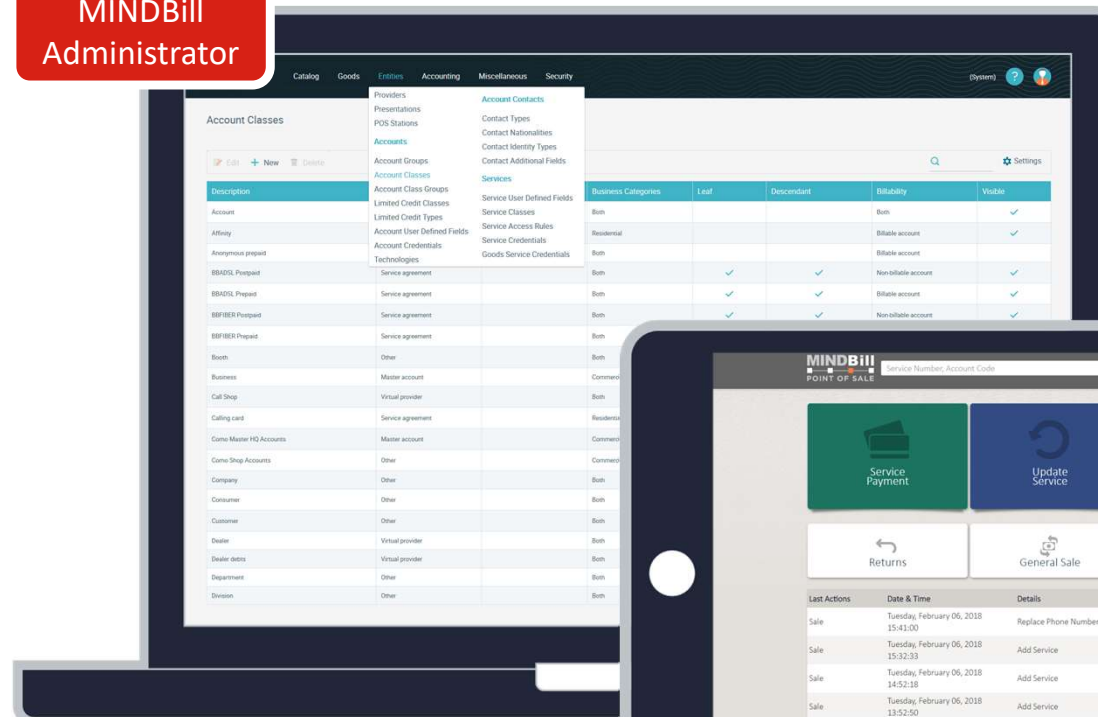 MINDBill
Administrator
Catalog Goods Entities Accounting Miscellaneous Security (System) ?
Providers
Presentations
POS Stations
Accounts
Account Groups
Account Classes
Account Class Groups
Limited Credit Classes
Limited Credit Types
Account User Defined Fields
Account Credentials
Technologies
Account Contacts
Contact Types
Contact Nationalities
Contact Identity Types
Contact Additional Fields
Services
Service User Defined Fields
Service Classes
Service Access Rules
Service Credentials
Goods Service Credentials
Account Classes
Edit + New Delete Settings
Description Business Categories Leaf Descendant Billability Visible
Account Both Both
Affinity Residential Billable account
Anonymous prepaid Both Billable account
BBADSL Postpaid Service agreement Both Non-billable account
BBADSL Prepaid Service agreement Both Billable account
BBFIBER Postpaid Service agreement Both Non-billable account
BBFIBER Prepaid Service agreement Both
Booth Other Both
Business Master account Commerci
Call Shop Virtual provider Both
Calling card Service agreement Residentia
Como Master HQ Accounts Master account Commerci
Como Shop Accounts Other Commerci
Company Other Both
Consumer Other Both
Customer Other Both
Dealer Virtual provider Both
Dealer debts Virtual provider Both
Department Other Both
Division Other Both
MINDBill
POINT OF SALE
Service Number, Account Code
Service
Payment
Update
Service
Returns
General Sale
Last Actions Date & Time Details
Sale Tuesday, February 06, 2018
15:41:00 Replace Phone Number
Sale Tuesday, February 06, 2018
15:32:33 Add Service
Sale Tuesday, February 06, 2018
14:52:18 Add Service
Sale Tuesday, February 06, 2018
13:52:50 Add Service